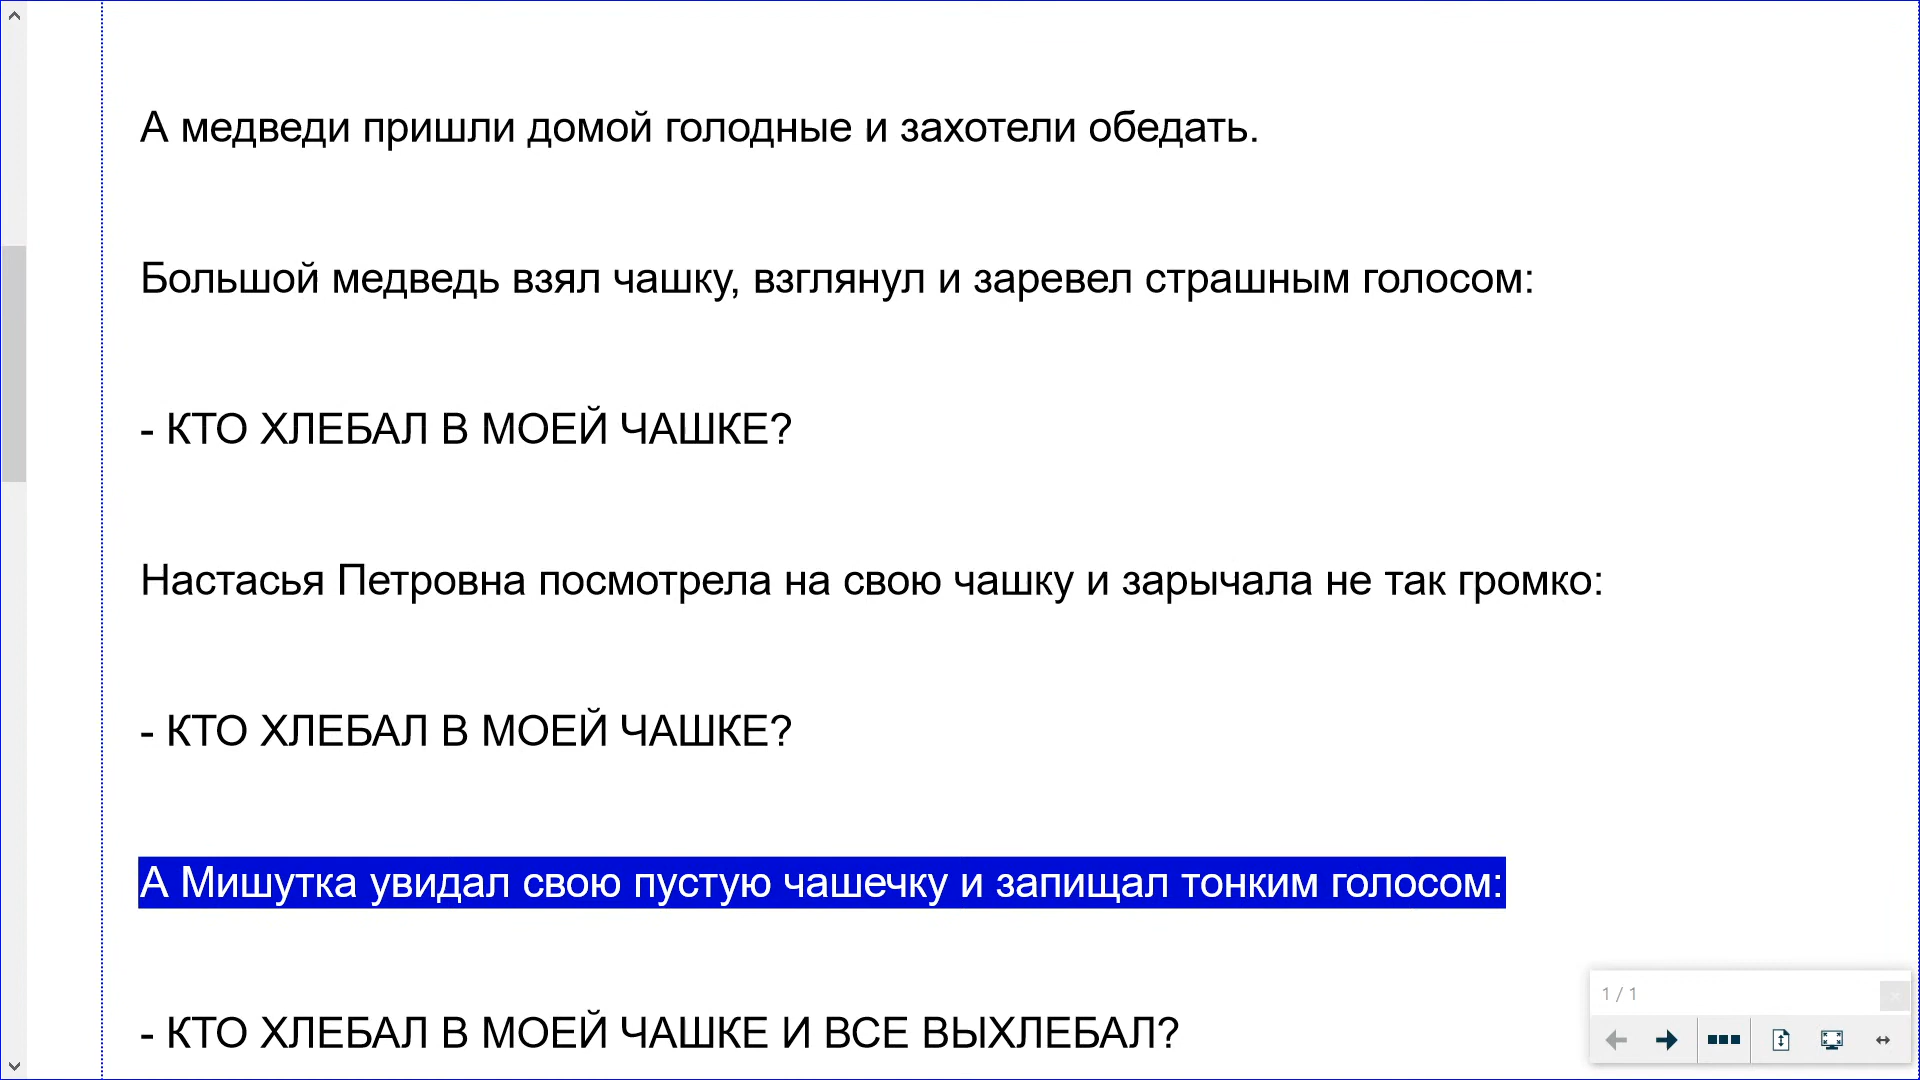 А медведи пришли домой голодные и захотели обедать.
Большой медведь взял чашку, взглянул и заревел страшным голосом:
- КТО ХЛЕБАЛ В МОЕЙ ЧАШКЕ?
Настасья Петровна посмотрела на свою чашку и зарычала не так громко:
- КТО ХЛЕБАЛ В МОЕЙ ЧАШКЕ?
А Мишутка увидал свою пустую чашечку и запищал тонким голосом:
- КТО ХЛЕБАЛ В МОЕЙ ЧАШКЕ И ВСЕ ВЫХЛЕБАЛ?
1 / 1